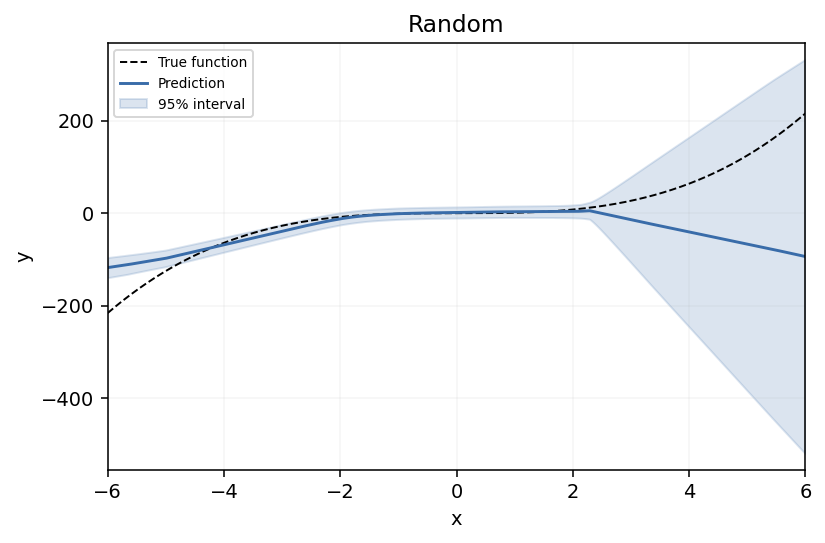 Random
True function
Prediction
95% interval
200
0
−200
−400
y
−6 −4 −2 0 2 4 6
x